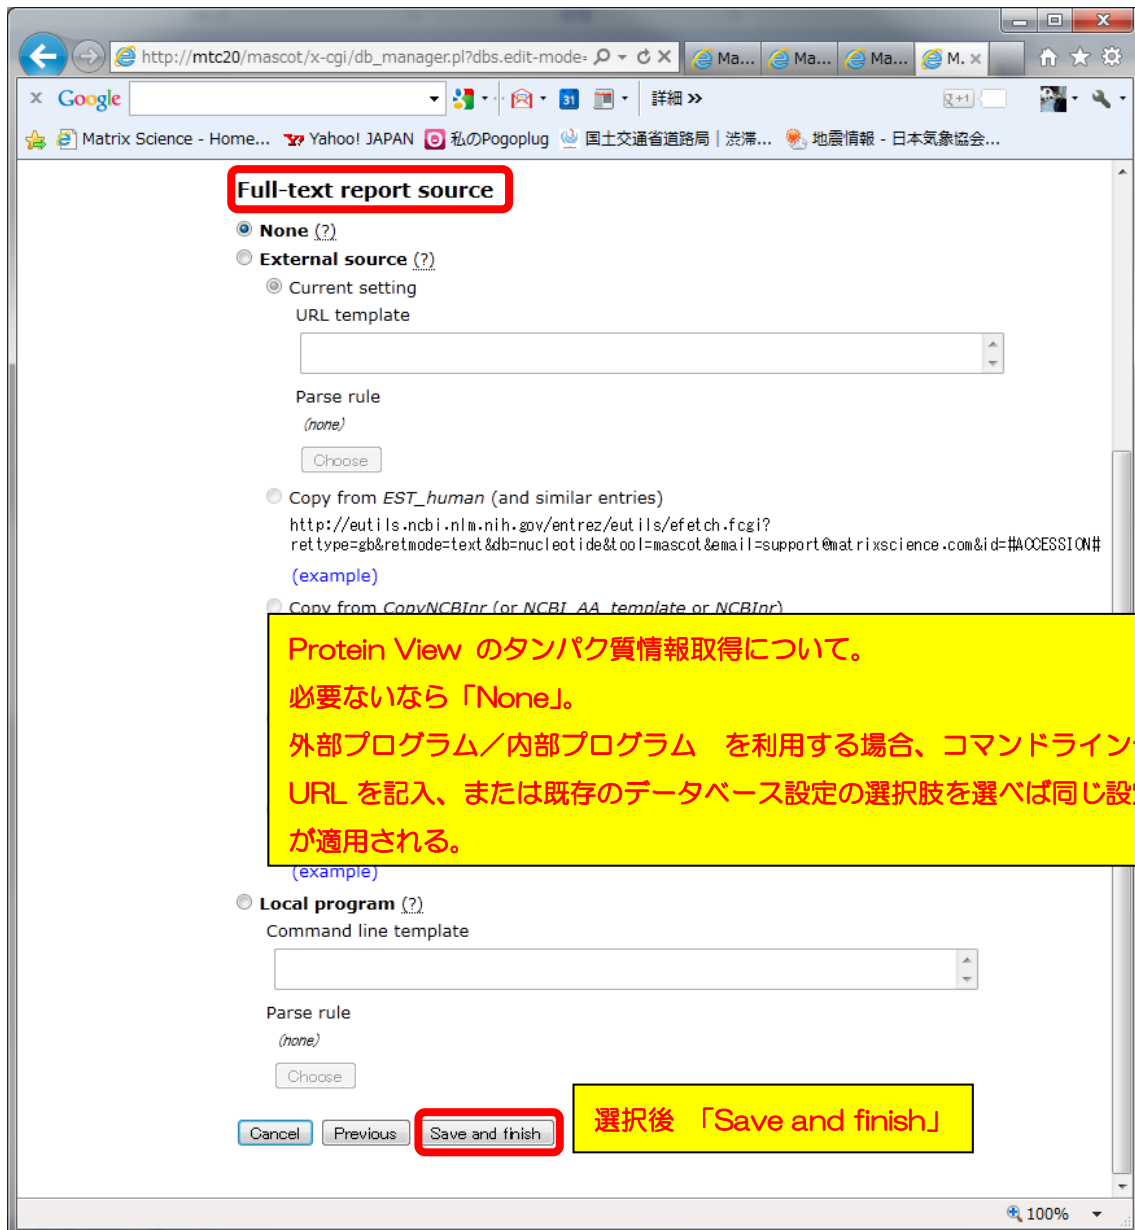 http://mtc20/mascot/x-cgi/db_manager.pl?dbs.edit-mode=
Ma... Ma... Ma... M.
Google 31 詳細 »
g+1
Matrix Science - Home... Yahoo! JAPAN 私のPogoplug 国土交通省道路局 | 渋滞... 地震情報 - 日本気象協会...
Full-text report source
None (?)
External source (?)
Current setting
URL template
Parse rule
(none)
Choose
Copy from EST_human (and similar entries)
http://eutils.ncbi.nlm.nih.gov/entrez/eutils/efetch.fcgi?
rettype=gb&retmode=text&db=nucleotide&tool=mascot&email=support@matrixscience.com&id=#ACCESSION#
(example)
Copy from CopyNCBInr (or NCBI_AA_template or NCBInr)
Protein View のタンパク質情報取得について。
必要ないなら「None」。
外部プログラム／内部プログラム　を利用する場合、コマンドライン
URL を記入、または既存のデータベース設定の選択肢を選べば同じ設
が適用される。
(example)
Local program (?)
Command line template
Parse rule
(none)
Choose
Cancel Previous Save and finish
選択後 「Save and finish」
100%